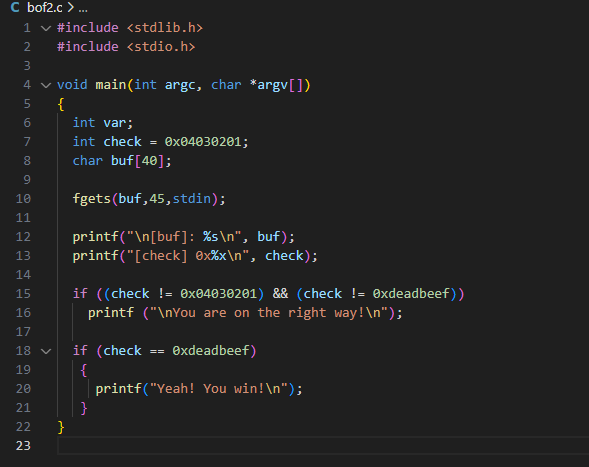 C bof2.c > ...
1 #include <stdlib.h>
2 #include <stdio.h>
3
4 void main(int argc, char *argv[])
5 {
6   int var;
7   int check = 0x04030201;
8   char buf[40];
9
10   fgets(buf,45,stdin);
11
12   printf("\n[buf]: %s\n", buf);
13   printf("[check] 0x%x\n", check);
14
15   if ((check != 0x04030201) && (check != 0xdeadbeef))
16     printf ("\nYou are on the right way!\n");
17
18   if (check == 0xdeadbeef)
19    {
20      printf("Yeah! You win!\n");
21    }
22 }
23